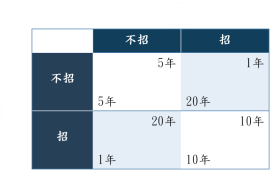 不招 招
不招
5年 1年
5年 20年
招
20年 10年
1年 10年